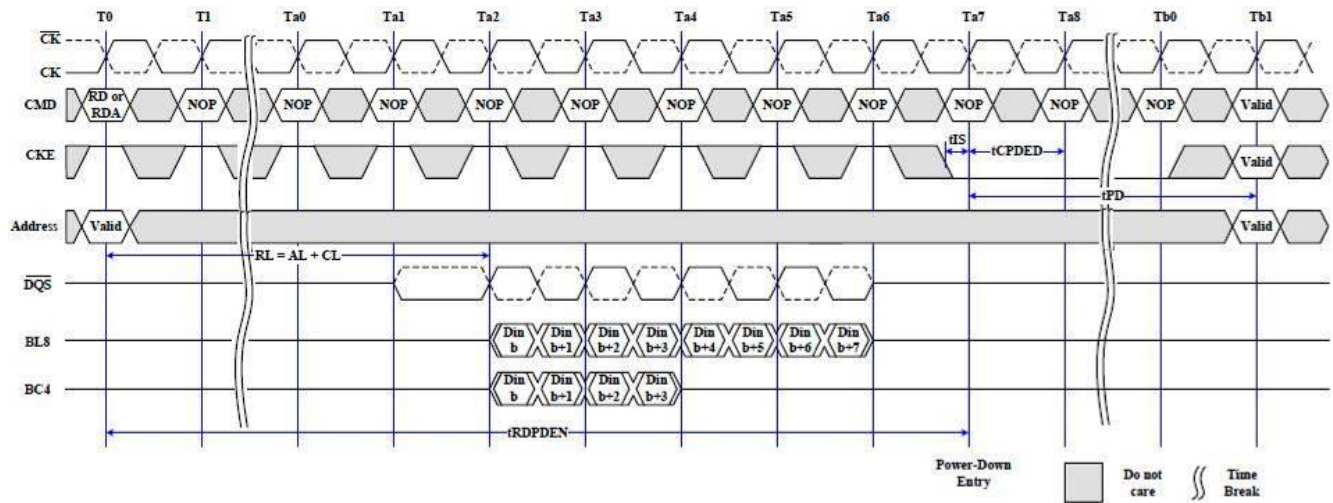 T0 T1 Ta0 Ta1 Ta2 Ta3 Ta4 Ta5 Ta6 Ta7 Ta8 Tb0 Tb1
CK
CK
CMD RD or RDA NOP NOP NOP NOP NOP NOP NOP NOP NOP NOP Valid
tIS tCPDED
CKE Valid
tPD
Address Valid Valid
RL = AL + CL
DQS
BL8 Din b Din b+1 Din b+2 Din b+3 Din b+4 Din b+5 Din b+6 Din b+7
BC4 Din b Din b+1 Din b+2 Din b+3
tRDPDEN
Power-Down
Entry
Do not
care
Time
Break